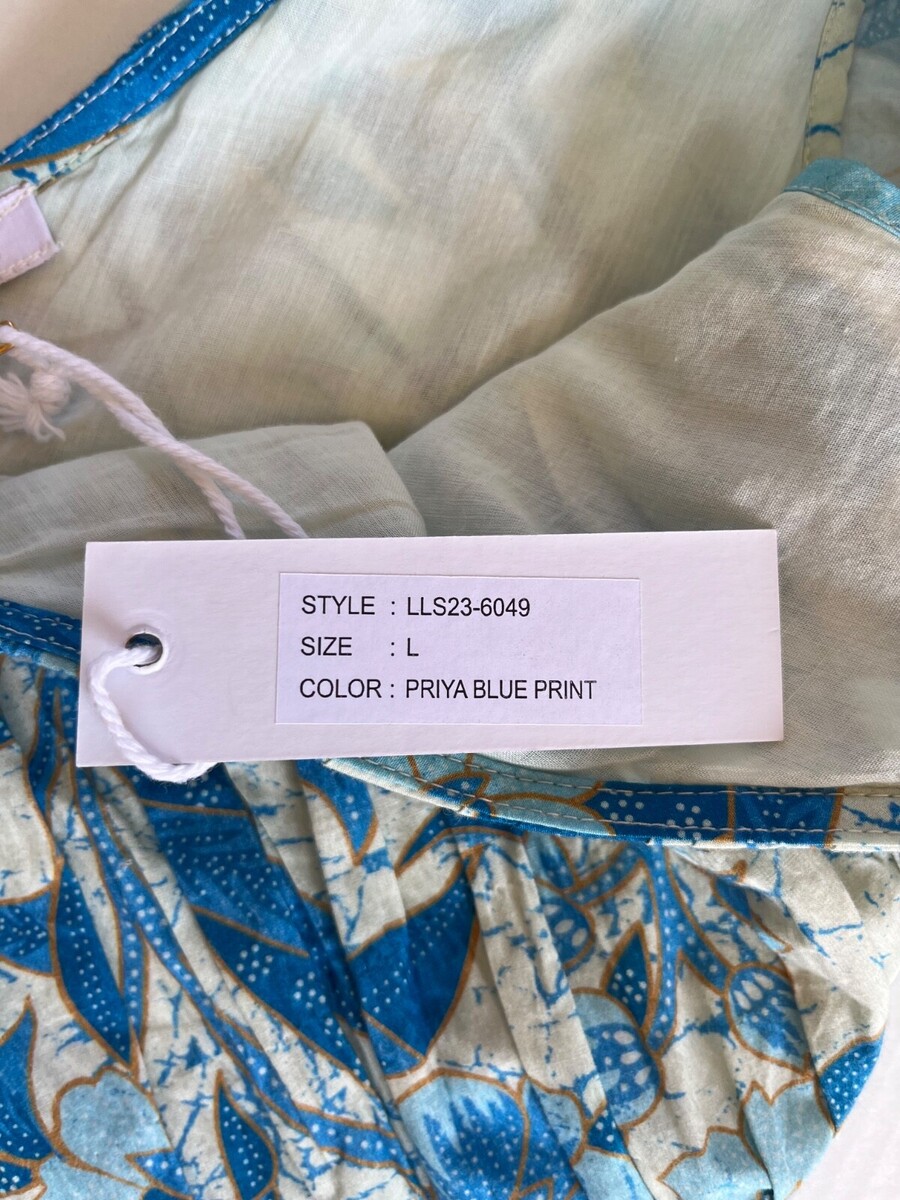 STYLE : LLS23-6049
SIZE : L
COLOR : PRIYA BLUE PRINT